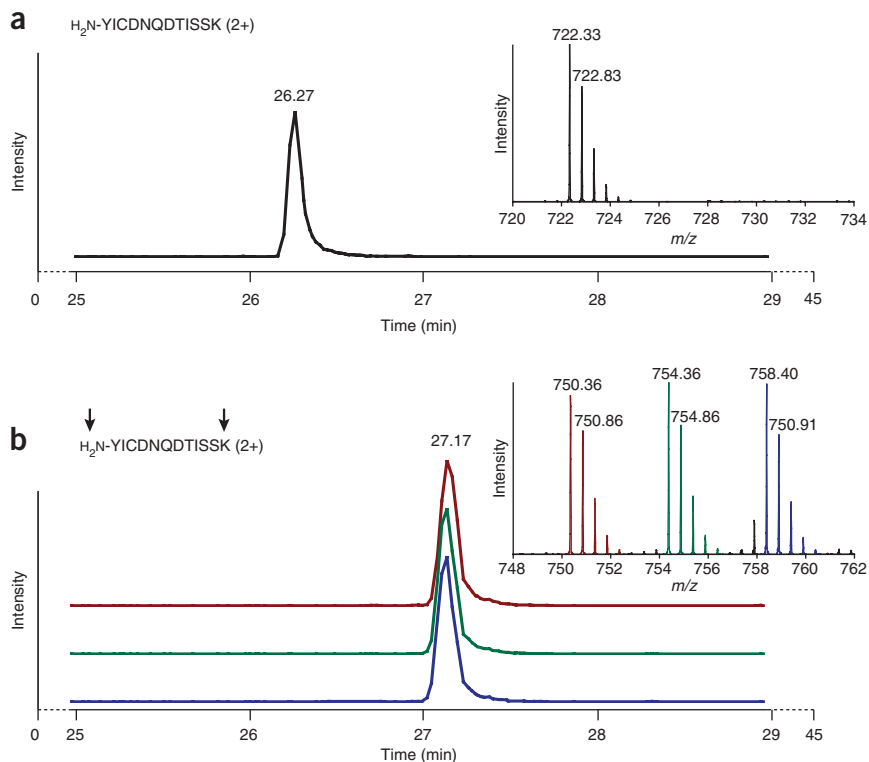 a
H₂N-YICDNQDTISSK (2+)
26.27
Intensity
722.33
722.83
Intensity
720 722 724 726 728 730 732 734
m/z
0 25 26 27 28 29 45
Time (min)
b
H₂N-YICDNQDTISSK (2+)
27.17
Intensity
750.36 754.36 758.40
750.86 754.86 750.91
Intensity
748 750 752 754 756 758 760 762
m/z
0 25 26 27 28 29 45
Time (min)